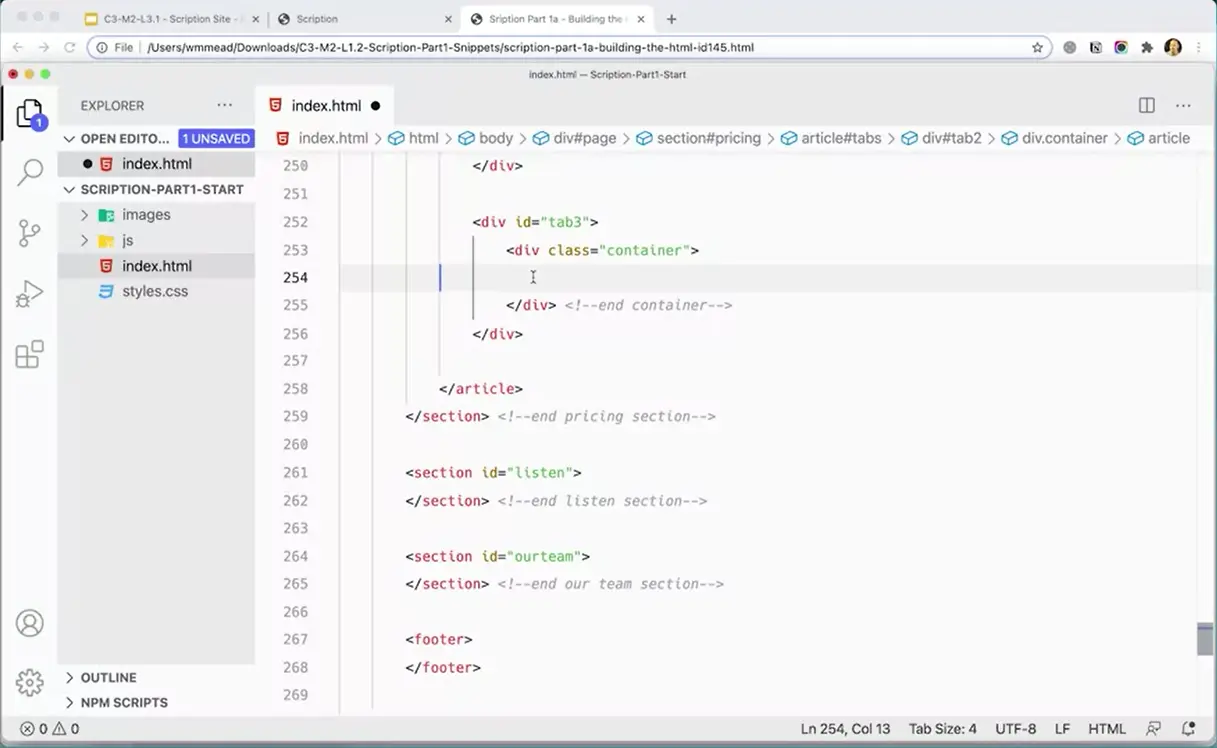 C3-M2-L3.1 - Scription Site -
Scription
Sription Part 1a - Building the
File
/Users/wmmead/Downloads/C3-M2-L1.2-Scription-Part1-Snippets/scription-part-1a-building-the-html-id145.html
index.html — Scription-Part1-Start
EXPLORER
index.html
OPEN EDITO...
1 UNSAVED
index.html > html > body > div#page > section#pricing > article#tabs > div#tab2 > div.container > article
index.html
SCRIPTION-PART1-START
images
js
index.html
styles.css
OUTLINE
NPM SCRIPTS
1
250 </div>
251
252 <div id="tab3">
253 <div class="container">
254
255 </div> <!--end container-->
256 </div>
257
258 </article>
259 </section> <!--end pricing section-->
260
261 <section id="listen">
262 </section> <!--end listen section-->
263
264 <section id="ourteam">
265 </section> <!--end our team section-->
266
267 <footer>
268 </footer>
269
0 0
Ln 254, Col 13 Tab Size: 4 UTF-8 LF HTML